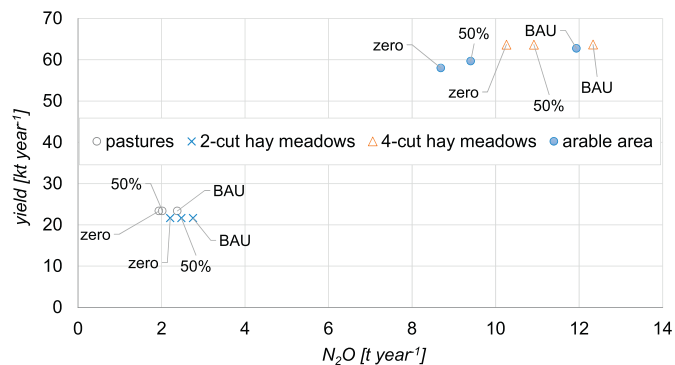 70
60
50
40
30
20
10
0
yield [kt year-1]
zero
50%
BAU
zero
50%
BAU
pastures
2-cut hay meadows
4-cut hay meadows
arable area
50%
BAU
zero
BAU
zero
50%
0
2
4
6
8
10
12
14
N2O [t year-1]